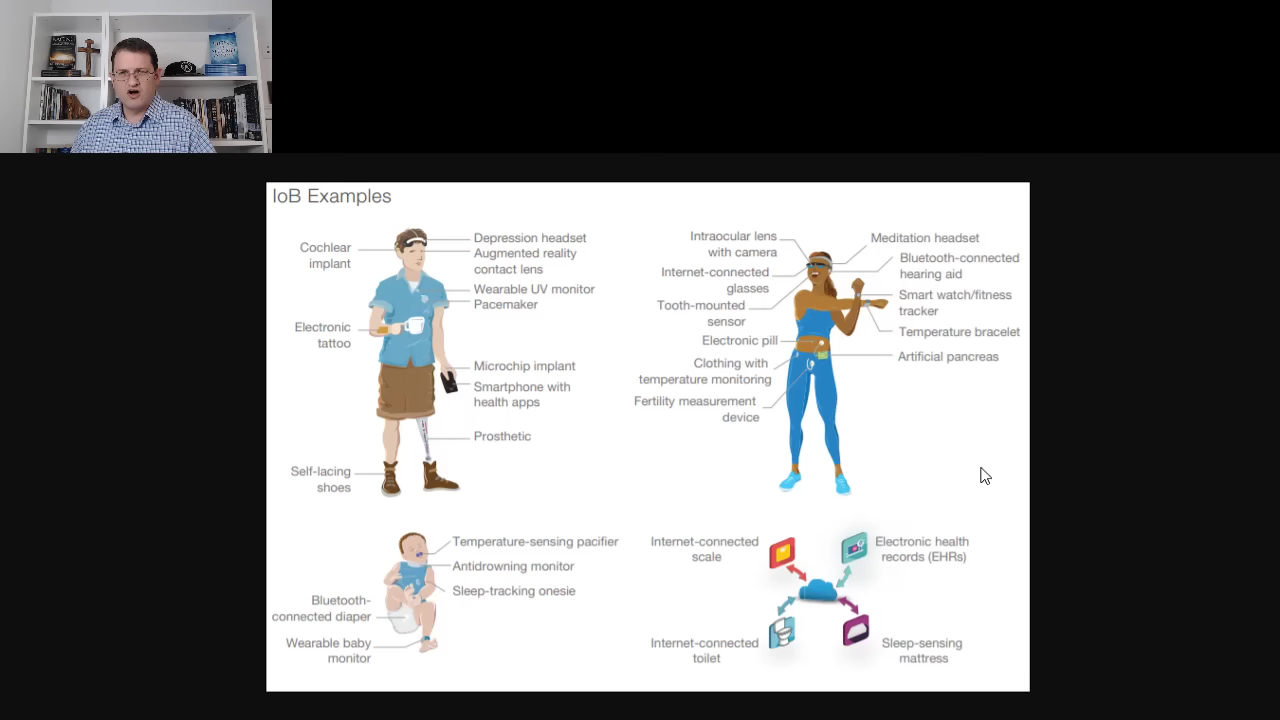 IoB Examples
Cochlear
implant
Depression headset
Augmented reality
contact lens
Wearable UV monitor
Pacemaker
Electronic
tattoo
Microchip implant
Smartphone with
health apps
Prosthetic
Self-lacing
shoes
Intraocular lens
with camera
Internet-connected
glasses
Tooth-mounted
sensor
Electronic pill
Clothing with
temperature monitoring
Fertility measurement
device
Meditation headset
Bluetooth-connected
hearing aid
Smart watch/fitness
tracker
Temperature bracelet
Artificial pancreas
Temperature-sensing pacifier
Antidrowning monitor
Sleep-tracking onesie
Bluetooth-
connected diaper
Wearable baby
monitor
Internet-connected
scale
Electronic health
records (EHRs)
Internet-connected
toilet
Sleep-sensing
mattress